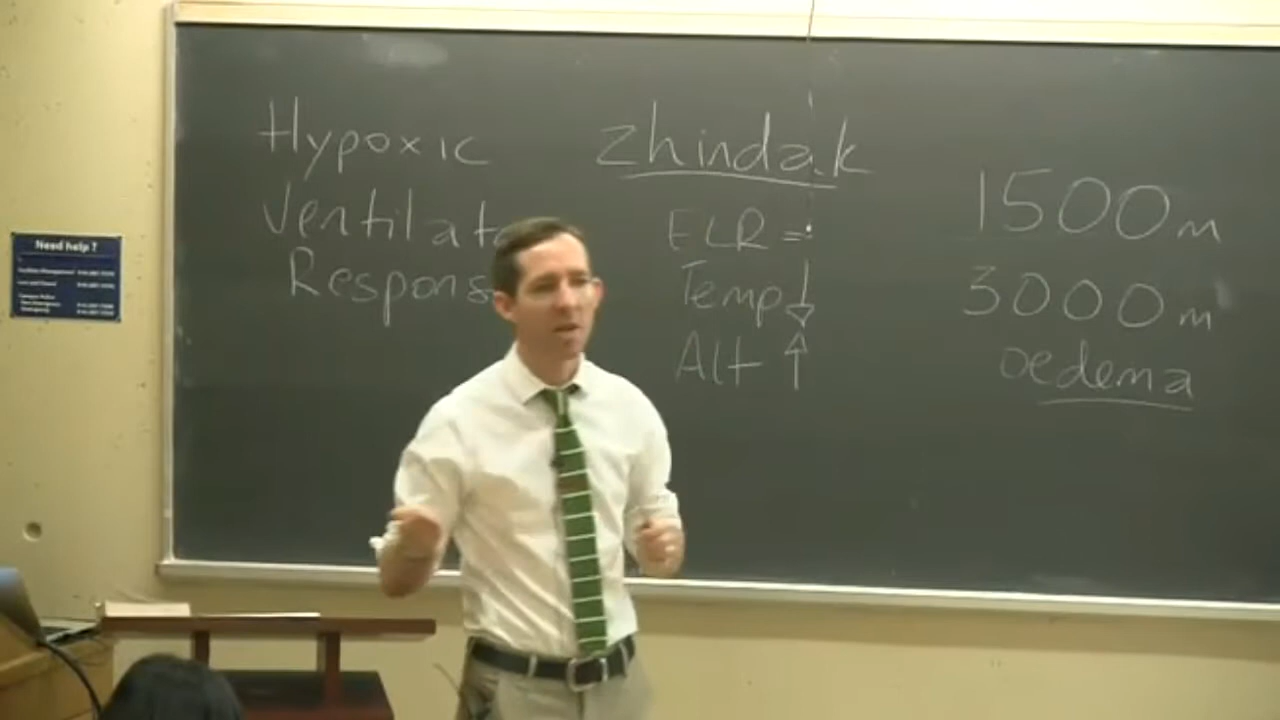 Hypoxic
Ventilat
Respons
Zhindak
ELR =
Temp ↓
Alt ↑
1500m
3000m
oedema
Need help ?